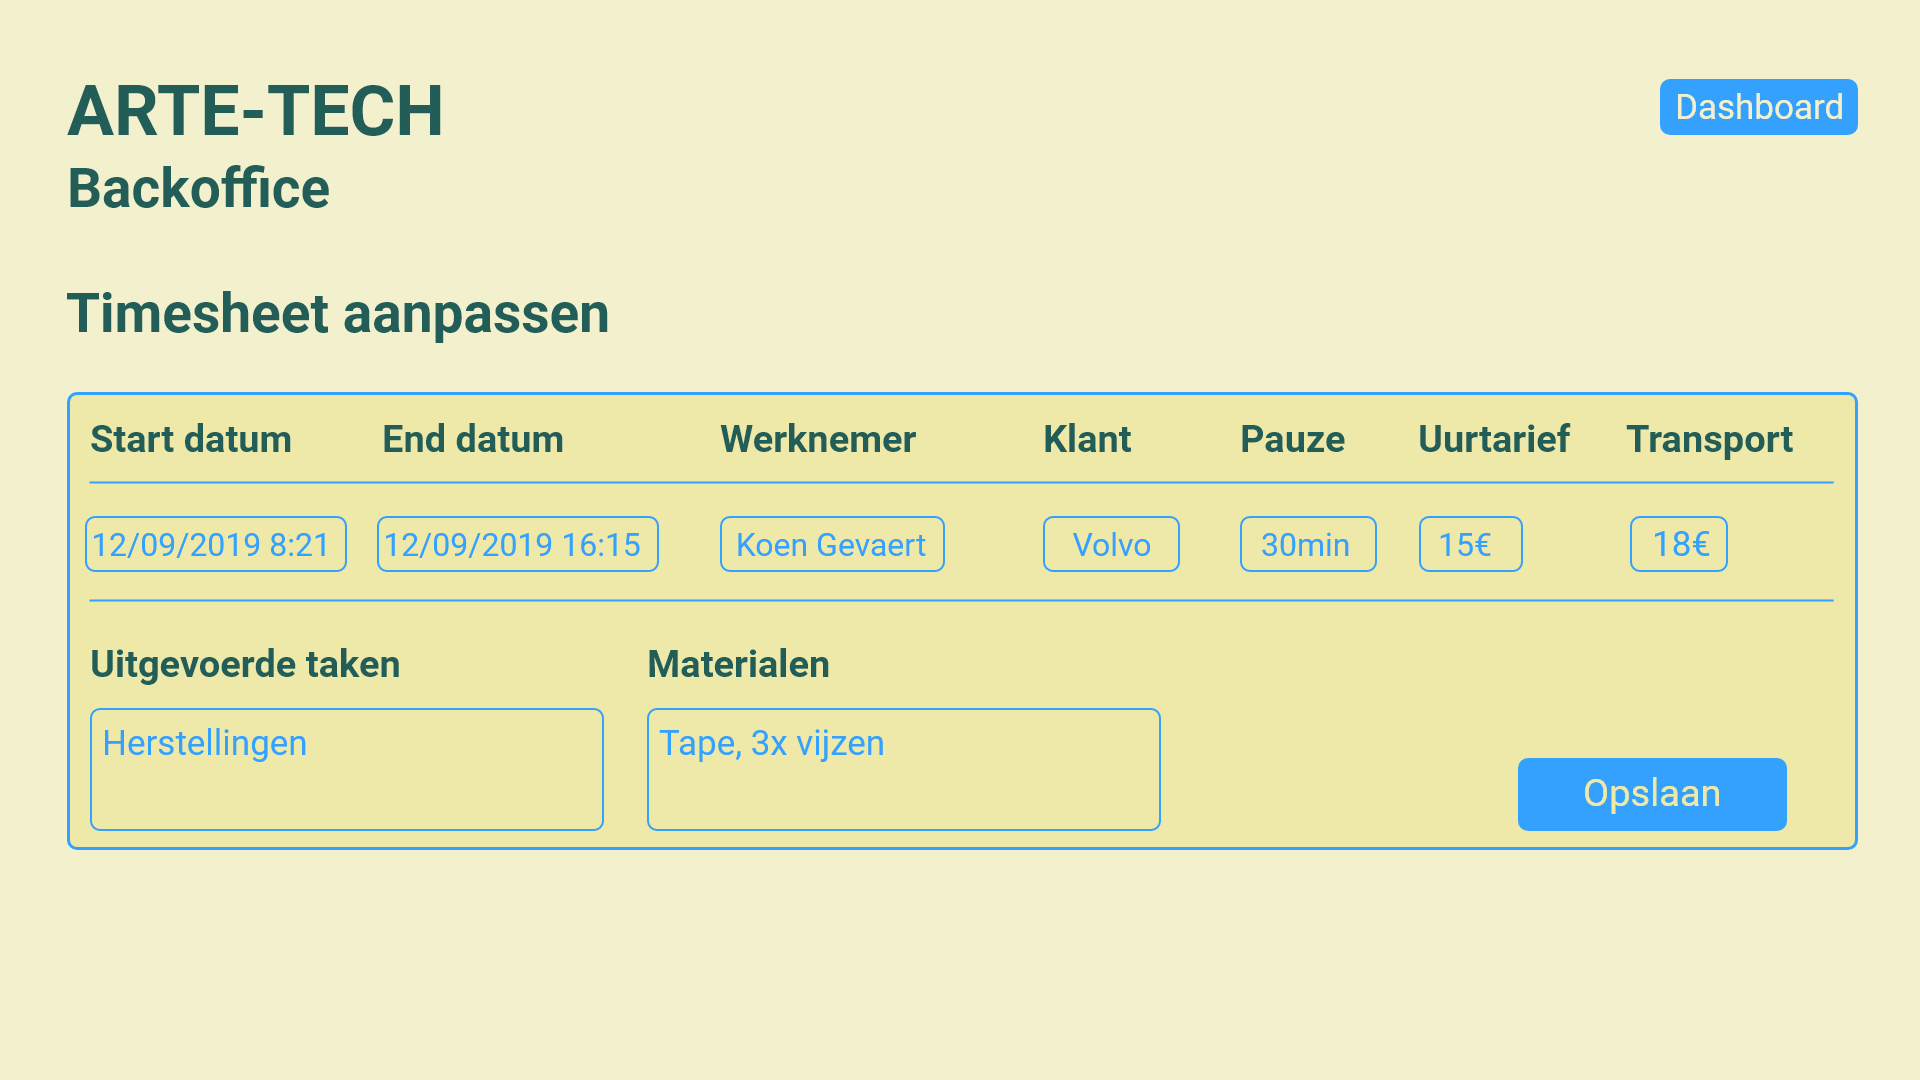 ARTE-TECH
Dashboard
Backoffice
Timesheet aanpassen
Start datum End datum Werknemer Klant Pauze Uurtarief Transport
12/09/2019 8:21 12/09/2019 16:15 Koen Gevaert Volvo 30min 15€ 18€
Uitgevoerde taken Materialen
Herstellingen Tape, 3x vijzen
Opslaan